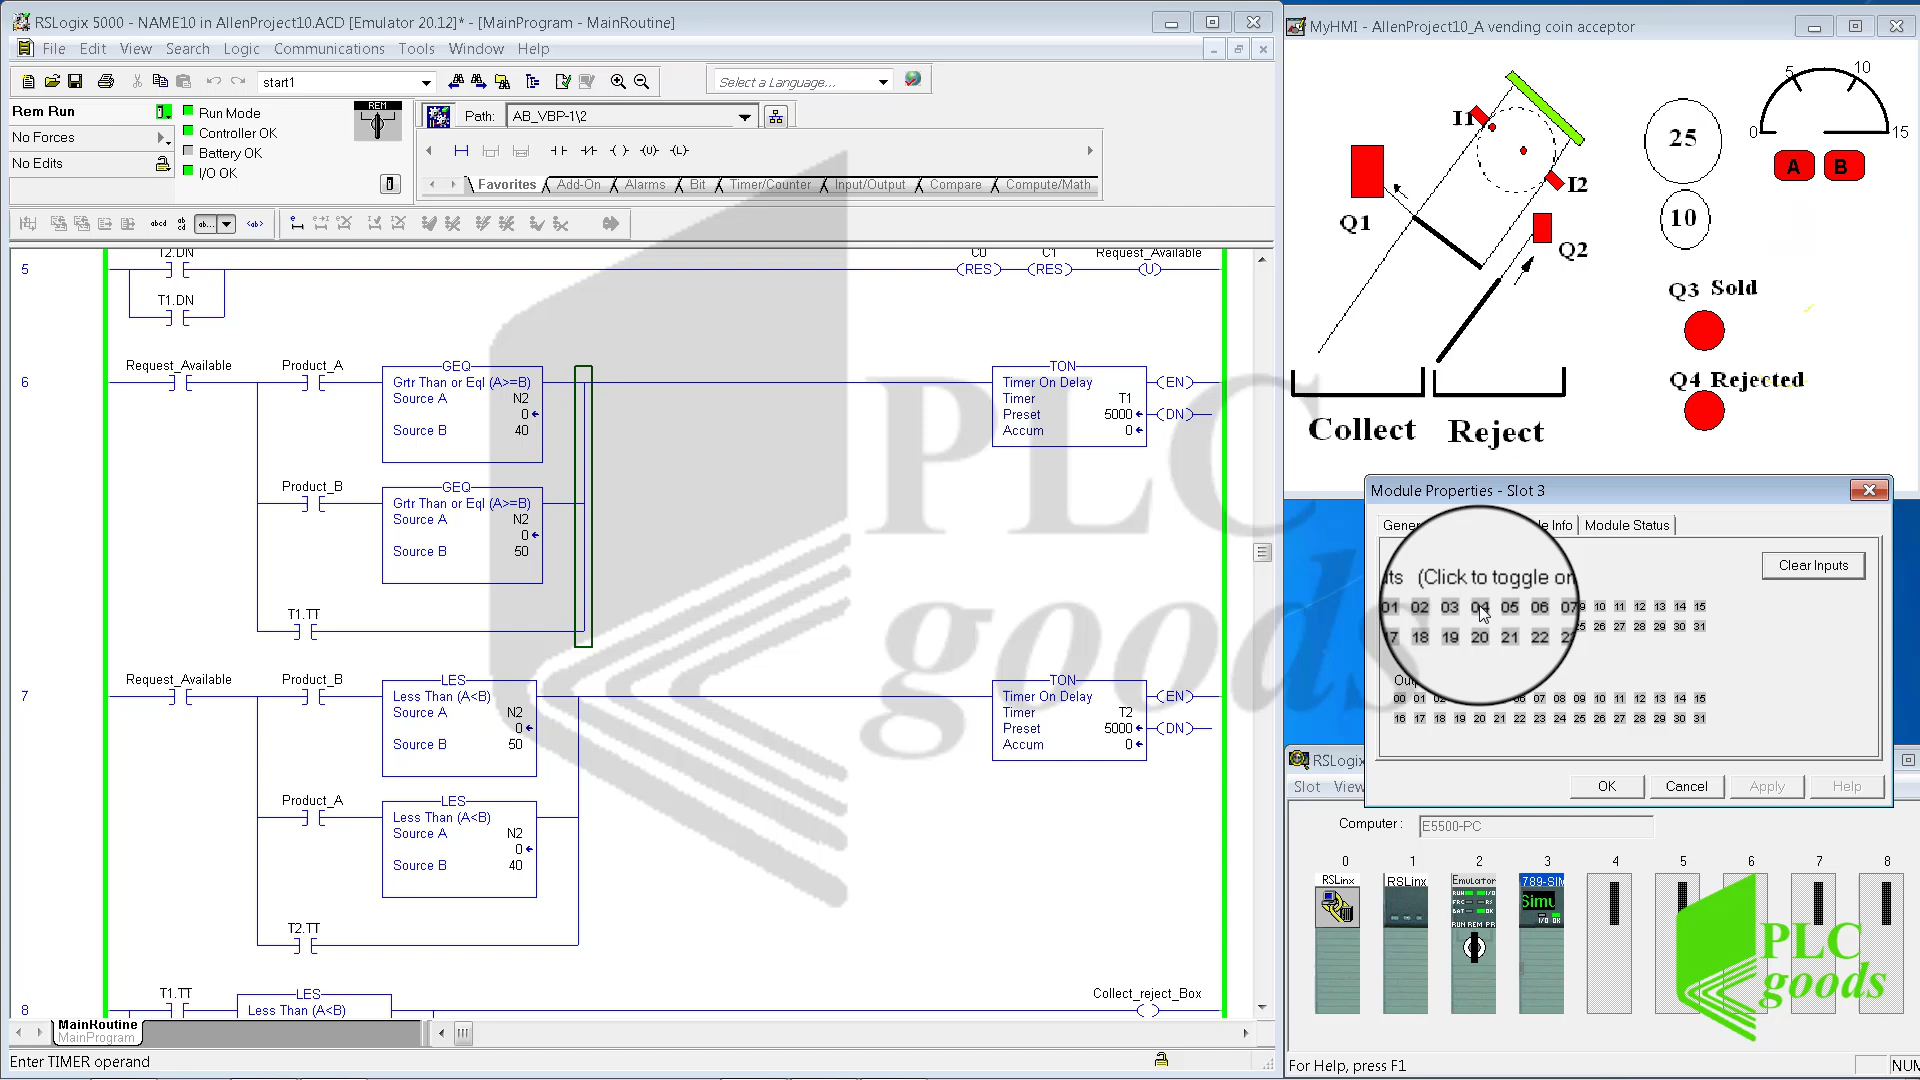 RSLogix 5000 - NAME10 in AllenProject10.ACD [Emulator 20.12]* - [MainProgram - MainRoutine]
File Edit View Search Logic Communications Tools Window Help
start1
Select a Language...
Rem Run
No Forces
No Edits
Run Mode
Controller OK
Battery OK
I/O OK
REM
Path: AB_VBP-1\2
Favorites Add-On Alarms Bit Timer/Counter Input/Output Compare Compute/Math
5
T2.DN
T1.DN
C0 C1 Request_Available
RES RES U
6
Request_Available
Product_A
GEQ
Grtr Than or Eql (A>=B)
Source A N2
0
Source B 40
TON
Timer On Delay
Timer T1
Preset 5000
Accum 0
EN
DN
Product_B
GEQ
Grtr Than or Eql (A>=B)
Source A N2
0
Source B 50
T1.TT
7
Request_Available
Product_B
LES
Less Than (A<B)
Source A N2
0
Source B 50
TON
Timer On Delay
Timer T2
Preset 5000
Accum 0
EN
DN
Product_A
LES
Less Than (A<B)
Source A N2
0
Source B 40
T2.TT
8
T1.TT
LES
Less Than (A<B)
Collect_reject_Box
MainRoutine
MainProgram
Enter TIMER operand
PLC
goods
MyHMI - AllenProject10_A vending coin acceptor
I1
I2
Q1
Q2
25
10
0 5 10 15
A B
Q3 Sold
Q4 Rejected
Collect Reject
Module Properties - Slot 3
Module Status
Clear Inputs
(Click to toggle
01 02 03 04 05 06 07 10 11 12 13 14 15
18 19 20 21 22 26 27 28 29 30 31
00 01 07 08 09 10 11 12 13 14 15
16 17 18 19 20 21 22 23 24 25 26 27 28 29 30 31
OK Cancel Apply Help
RSLogix
Slot View
Computer : E5500-PC
0 1 2 3 4 5 6 7 8
RSLinx RSLinx Emulator 789-SIM
PLC
goods
For Help, press F1
NUM